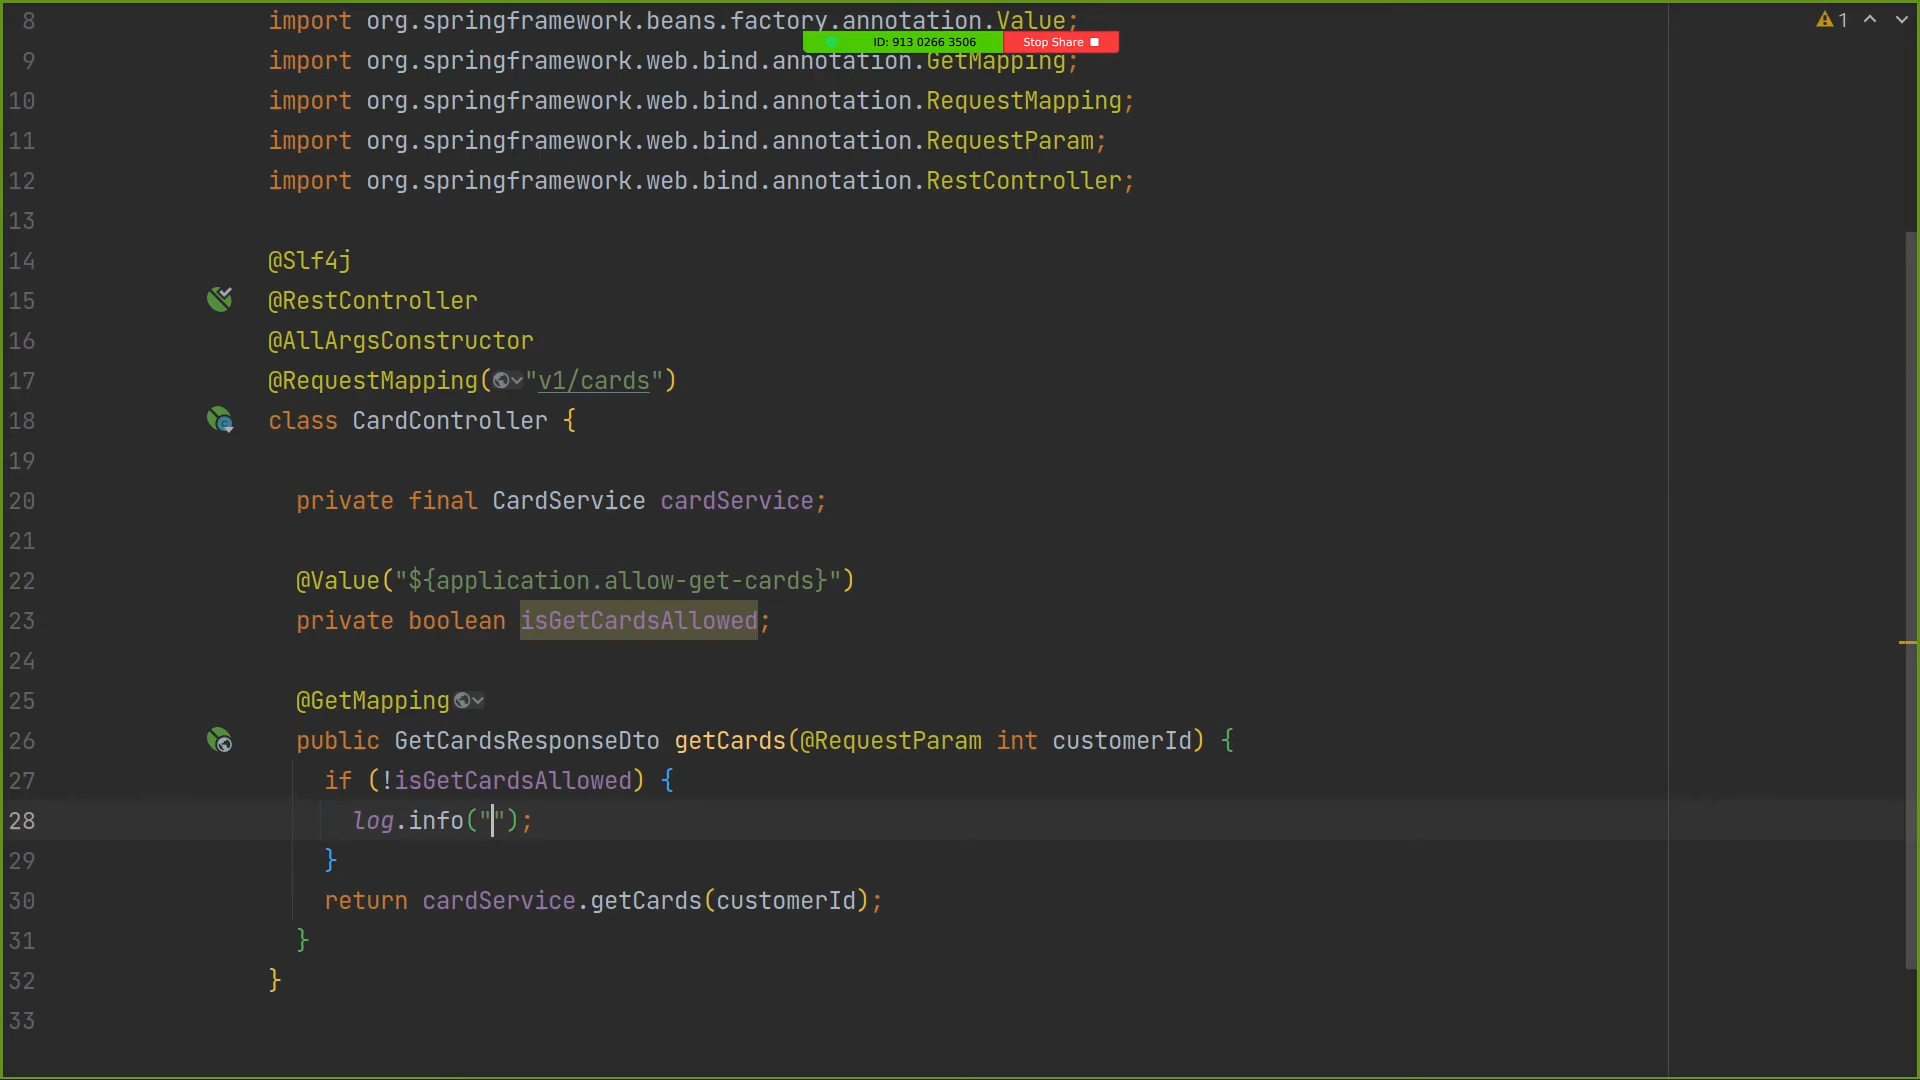 8 import org.springframework.beans.factory.annotation.Value;
1
ID: 913 0266 3506 Stop Share
9 import org.springframework.web.bind.annotation.GetMapping;
10 import org.springframework.web.bind.annotation.RequestMapping;
11 import org.springframework.web.bind.annotation.RequestParam;
12 import org.springframework.web.bind.annotation.RestController;
13
14 @Slf4j
15 @RestController
16 @AllArgsConstructor
17 @RequestMapping("v1/cards")
18 class CardController {
19
20 private final CardService cardService;
21
22 @Value("${application.allow-get-cards}")
23 private boolean isGetCardsAllowed;
24
25 @GetMapping
26 public GetCardsResponseDto getCards(@RequestParam int customerId) {
27 if (!isGetCardsAllowed) {
28 log.info("");
29 }
30 return cardService.getCards(customerId);
31 }
32 }
33